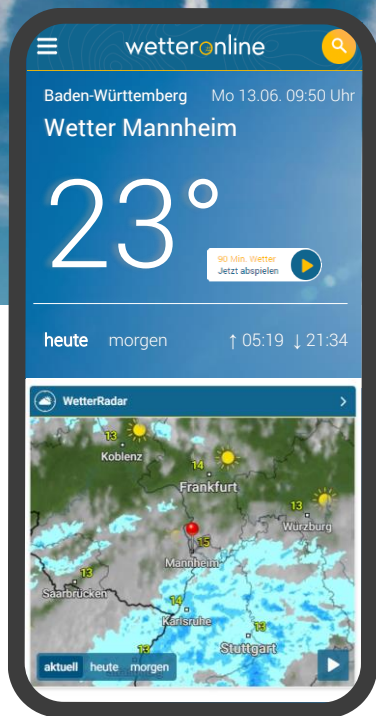 wetteronline
Baden-Württemberg Mo 13.06. 09:50 Uhr
Wetter Mannheim
23°
90 Min. Wetter
Jetzt abspielen
heute morgen ↑ 05:19 ↓ 21:34
WetterRadar
13
Koblenz
14
Frankfurt
13
Würzburg
15
Mannheim
13
Saarbrücken
14
Karlsruhe
13
Stuttgart
13
aktuell heute morgen